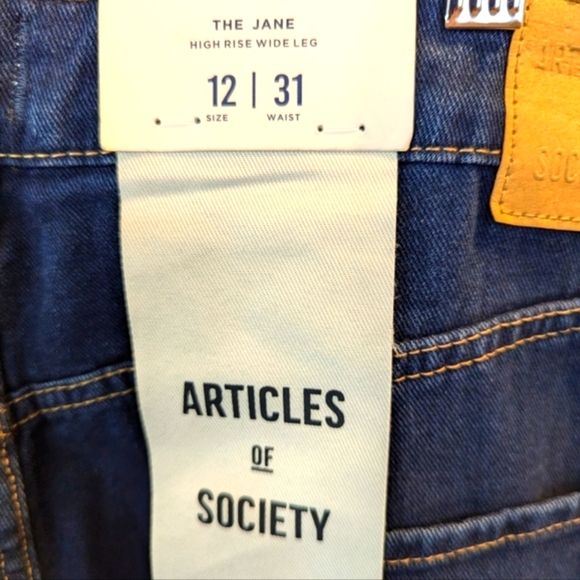 THE JANE
HIGH RISE WIDE LEG
12 | 31
SIZE WAIST
ARTICLES
OF
SOCIETY